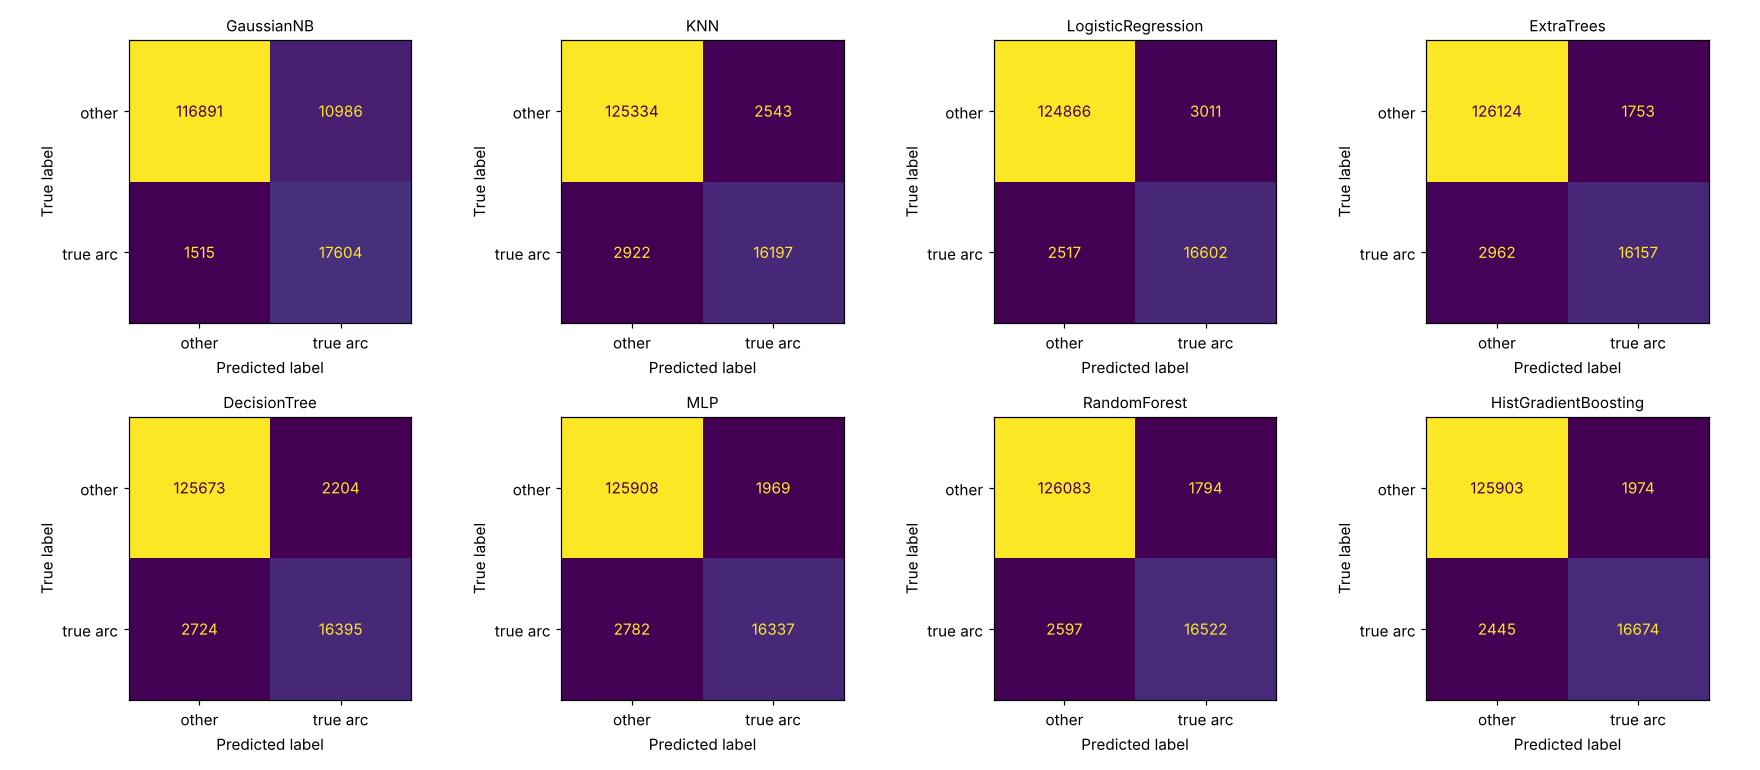 GaussianNB
other
116891 10986
True label
true arc
1515 17604
other true arc
Predicted label
KNN
other
125334 2543
True label
true arc
2922 16197
other true arc
Predicted label
LogisticRegression
other
124866 3011
True label
true arc
2517 16602
other true arc
Predicted label
ExtraTrees
other
126124 1753
True label
true arc
2962 16157
other true arc
Predicted label
DecisionTree
other
125673 2204
True label
true arc
2724 16395
other true arc
Predicted label
MLP
other
125908 1969
True label
true arc
2782 16337
other true arc
Predicted label
RandomForest
other
126083 1794
True label
true arc
2597 16522
other true arc
Predicted label
HistGradientBoosting
other
125903 1974
True label
true arc
2445 16674
other true arc
Predicted label